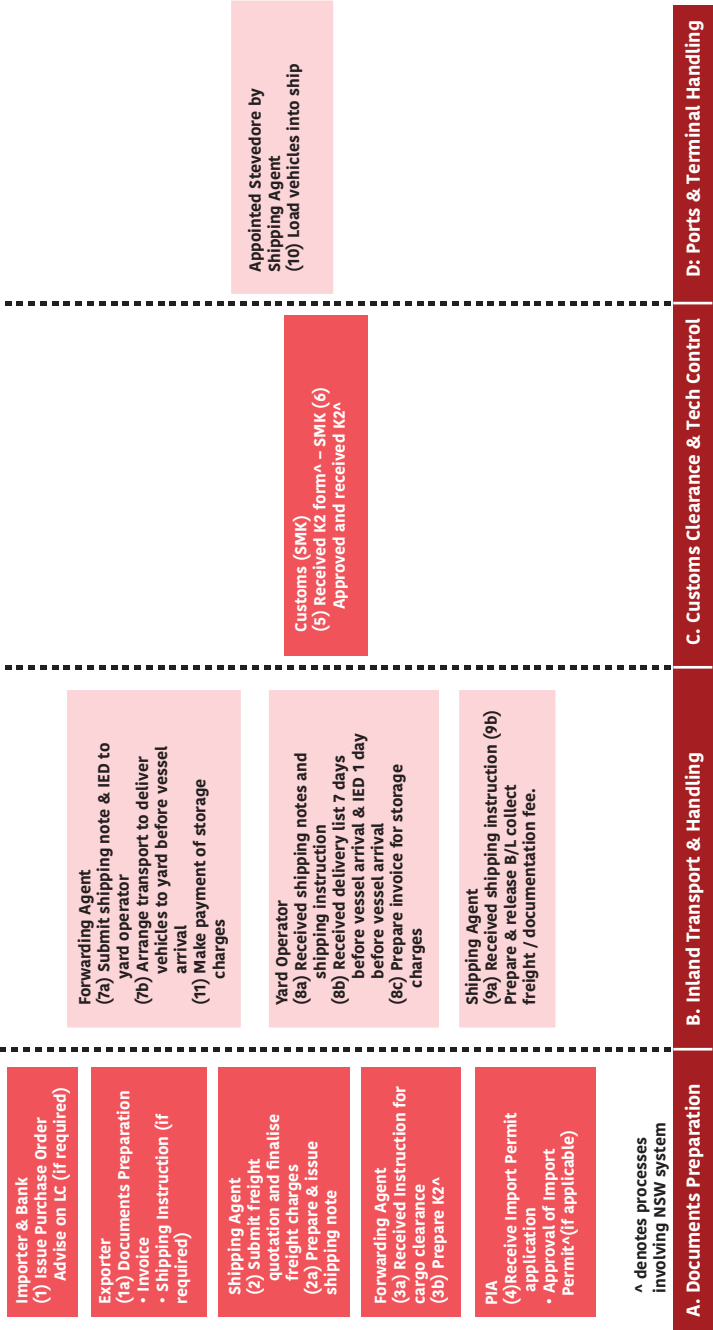 Importer & Bank
(1) Issue Purchase Order
Advise on LC (if required)
Exporter
(1a) Documents Preparation
• Invoice
• Shipping Instruction (if
required)
Shipping Agent
(2) Submit freight
quotation and finalise
freight charges
(2a) Prepare & issue
shipping note
Forwarding Agent
(3a) Received Instruction for
cargo clearance
(3b) Prepare K2^
PIA
(4)Receive Import Permit
application
• Approval of Import
Permit^(if applicable)
^ denotes processes
involving NSW system
A. Documents Preparation
Forwarding Agent
(7a) Submit shipping note & IED to
yard operator
(7b) Arrange transport to deliver
vehicles to yard before vessel
arrival
(11) Make payment of storage
charges
Yard Operator
(8a) Received shipping notes and
shipping instruction
(8b) Received delivery list 7 days
before vessel arrival & IED 1 day
before vessel arrival
(8c) Prepare invoice for storage
charges
Shipping Agent
(9a) Received shipping instruction (9b)
Prepare & release B/L collect
freight / documentation fee.
B. Inland Transport & Handling
Customs (SMK)
(5) Received K2 form^ – SMK (6)
Approved and received K2^
C. Customs Clearance & Tech Control
Appointed Stevedore by
Shipping Agent
(10) Load vehicles into ship
D: Ports & Terminal Handling